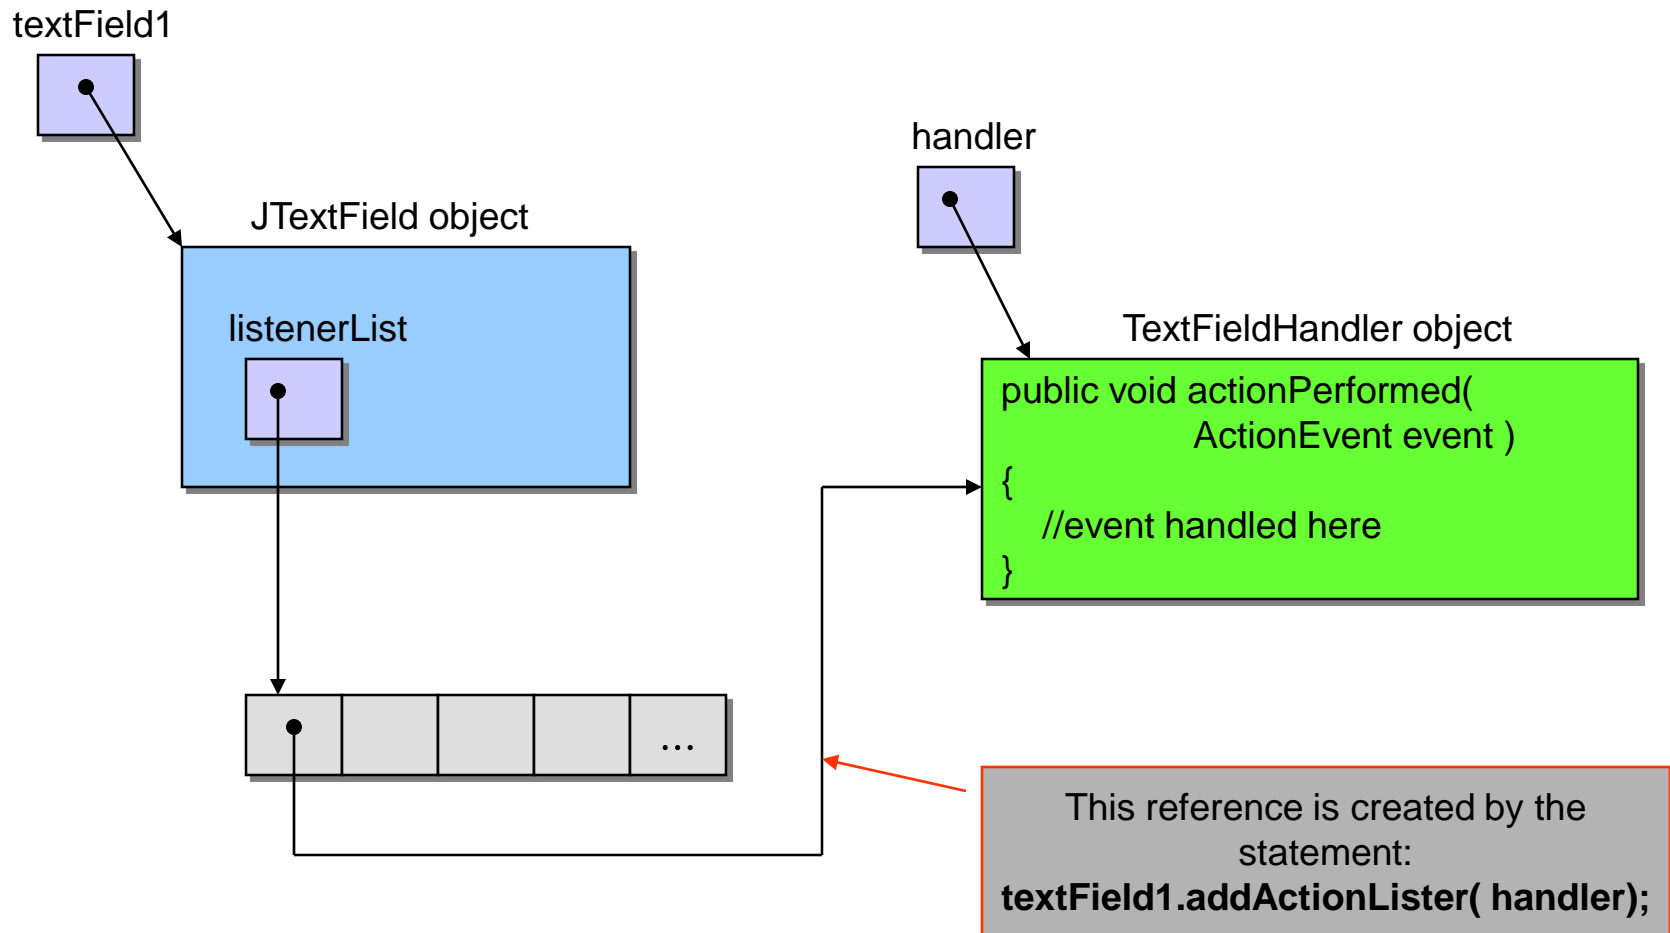 textField1
handler
JTextField object
listenerList
TextFieldHandler object
public void actionPerformed(
ActionEvent event )
{
//event handled here
}
...
This reference is created by the
statement:
textField1.addActionLister( handler);